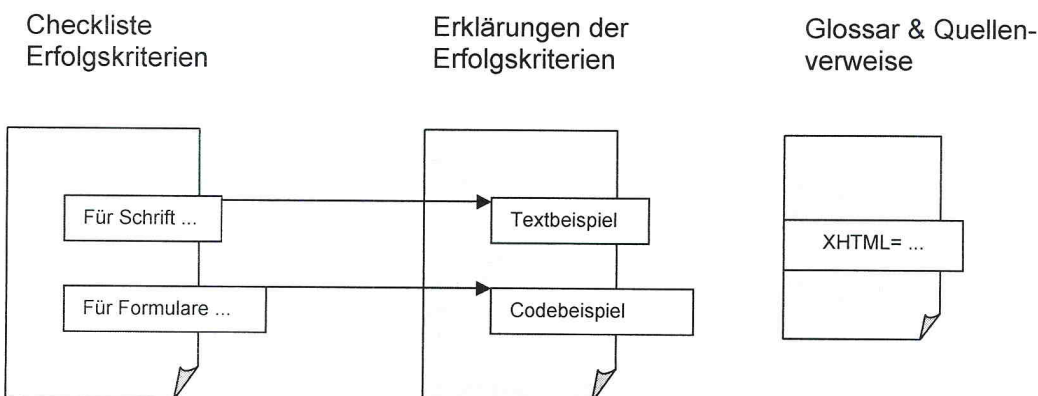 Checkliste
Erfolgskriterien
Erklärungen der
Erfolgskriterien
Glossar & Quellen-
verweise
Für Schrift ...
Textbeispiel
XHTML= ...
Für Formulare ...
Codebeispiel